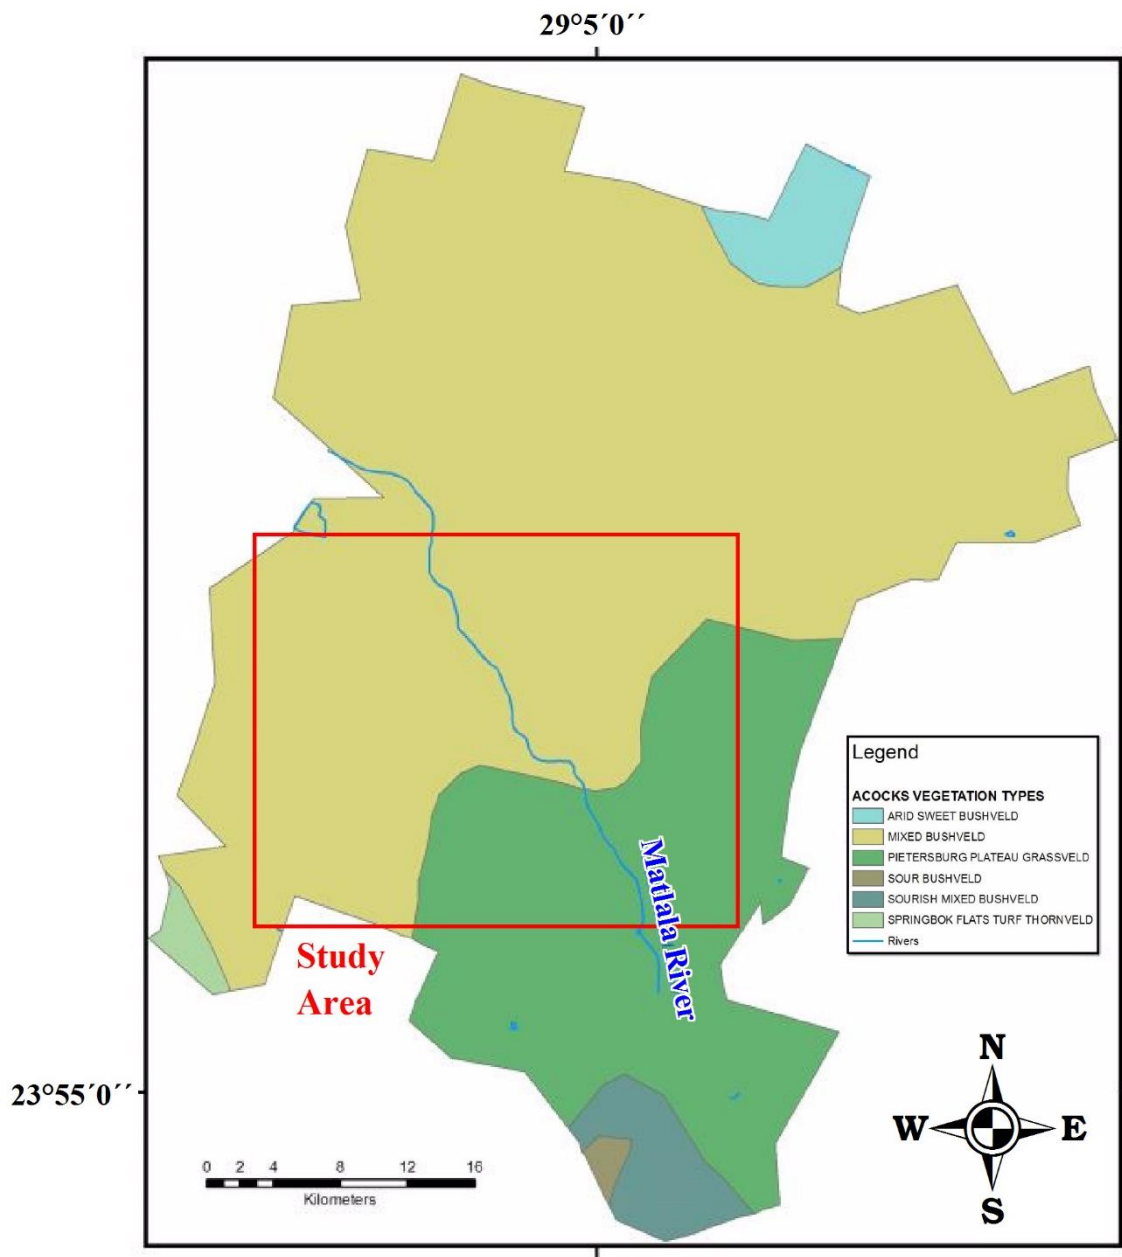 29°5´0´´
Legend
ACOCKS VEGETATION TYPES
ARID SWEET BUSHVELD
MIXED BUSHVELD
PIETERSBURG PLATEAU GRASSVELD
SOUR BUSHVELD
SOURISH MIXED BUSHVELD
SPRINGBOK FLATS TURF THORNVELD
Rivers
Matlala River
Study
Area
23°55´0´´
N
W E
S
0 2 4 8 12 16
Kilometers